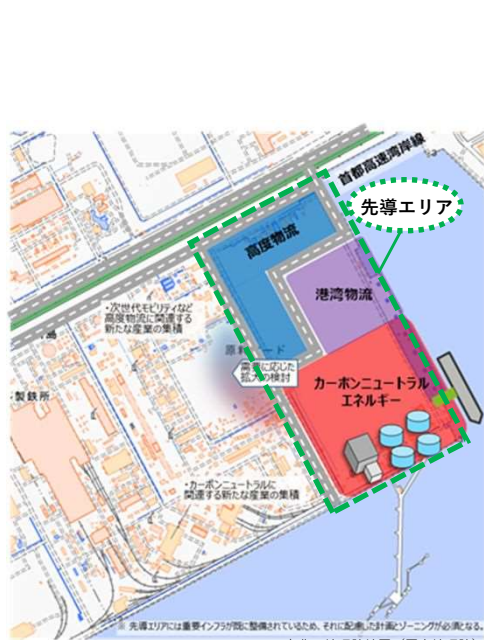 首都高速湾岸線
先導エリア
高度物流
港湾物流
・次世代モビリティなど
高度物流に関連する
新たな産業の集積
島
原料ヤード
需要に応じた
拡大の検討
カーボンニュートラル
エネルギー
製鉄所
・カーボンニュートラルに
関連する新たな産業の集積
※ 先導エリアには重要インフラが既に整備されているため、それに配慮した計画とゾーニングが必須となる。